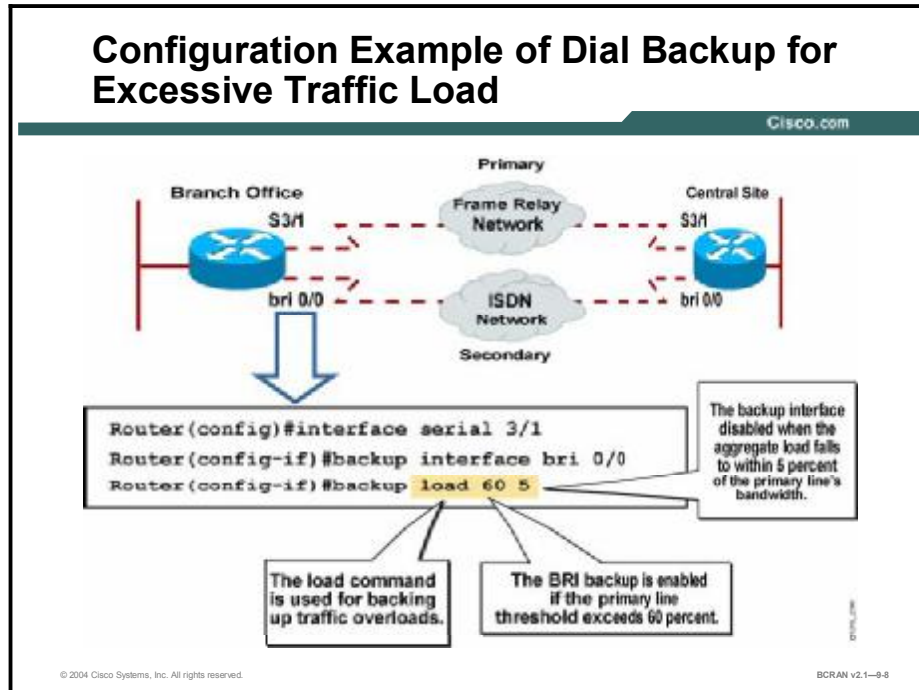 Configuration Example of Dial Backup for
Excessive Traffic Load
Cisco.com
Primary
Branch Office
Central Site
S3/1
Frame Relay
Network
S3/1
bri 0/0
ISDN
Network
bri 0/0
Secondary
Router(config)#interface serial 3/1
Router(config-if)#backup interface bri 0/0
Router(config-if)#backup load 60 5
The backup interface
disabled when the
aggregate load falls
to within 5 percent
of the primary line's
bandwidth.
The load command
is used for backing
up traffic overloads.
The BRI backup is enabled
if the primary line
threshold exceeds 60 percent.
© 2004 Cisco Systems, Inc. All rights reserved.
BCRAN v2.1—9-8